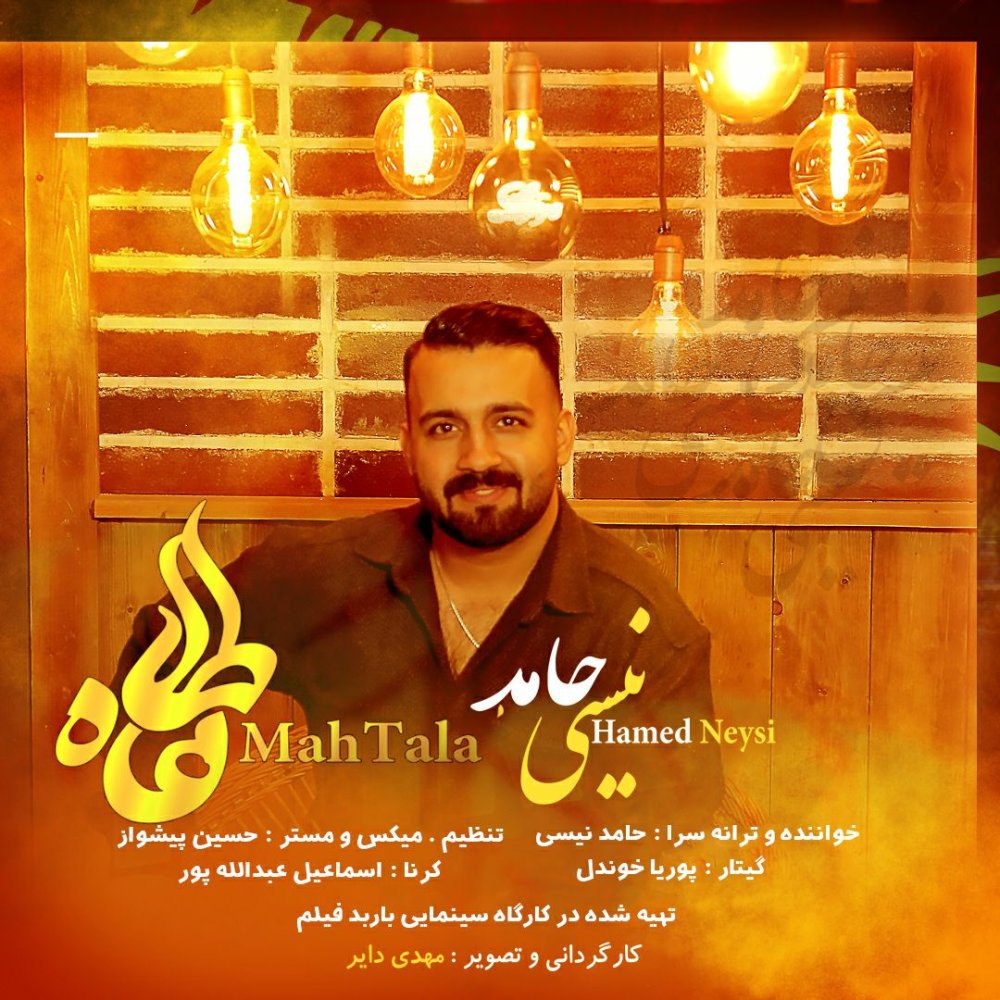 ماه طلا
MahTala
حامد
نیسی
Hamed Neysi
خواننده و ترانه سرا : حامد نیسی
تنظیم . میکس و مستر : حسین پیشواز
گیتار : پوریا خوندل
کرنا : اسماعیل عبدالله پور
تهیه شده در کارگاه سینمایی باربد فیلم
کارگردانی و تصویر : مهدی دایر